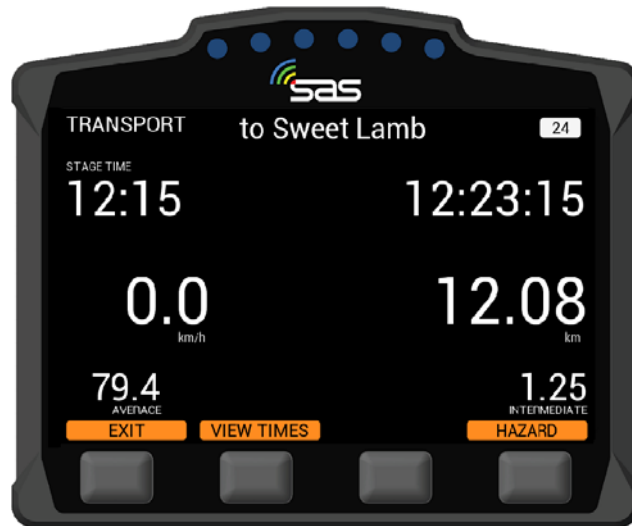 sas
TRANSPORT to Sweet Lamb 24
STAGE TIME
12:15 12:23:15
0.0 12.08
km/h km
79.4 1.25
AVERAGE INTERMEDIATE
EXIT VIEW TIMES HAZARD